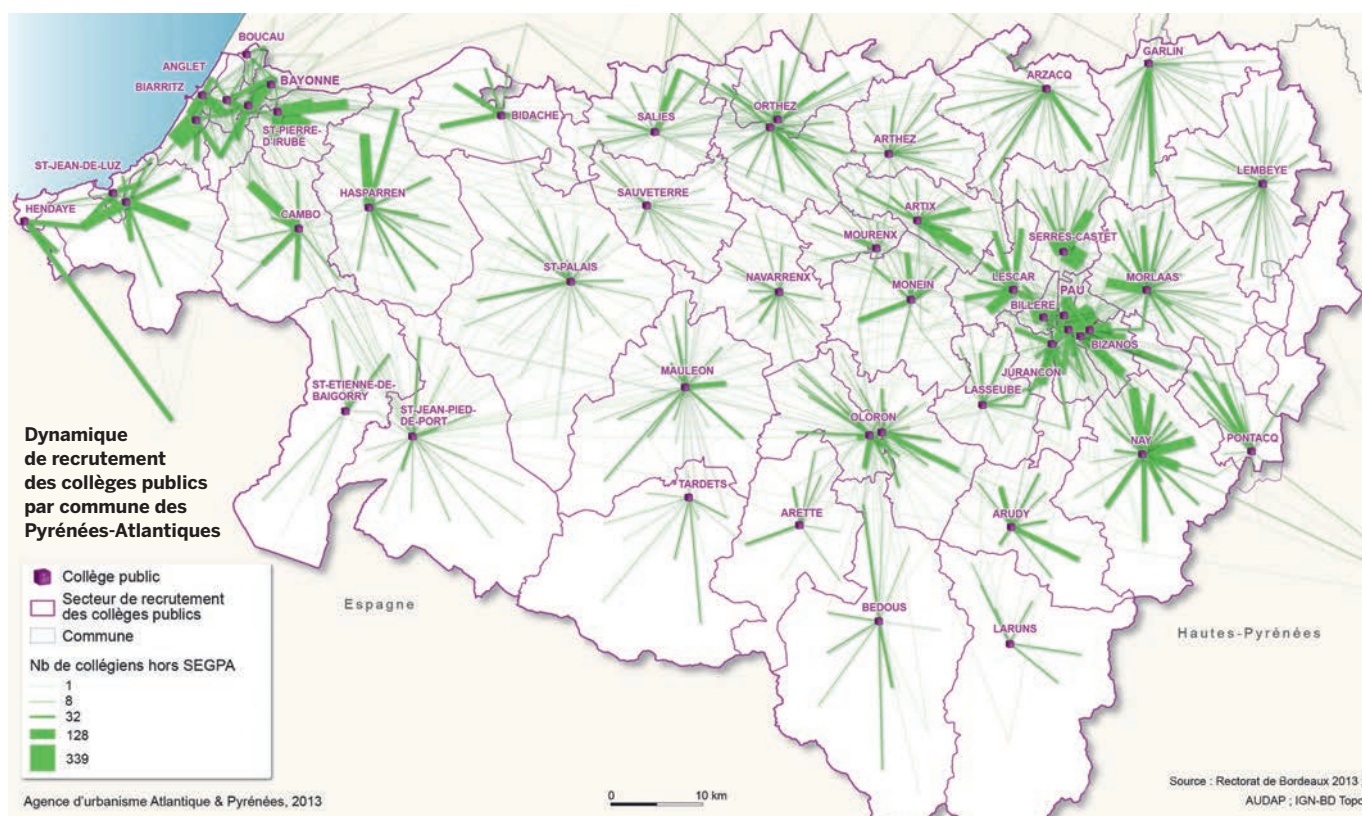 BOUCAU
ANGLET
BIARRITZ
BAYONNE
ST-PIERRE-
D'IRUBE
ST-JEAN-DE-LUZ
HENDAYE
CAMBO
HASPARREN
BIDACHE
SALIES
ORTHEZ
ARTHEZ
ARZACQ
GARLIN
LEMBEYE
SAUVETERRE
ARTIX
MOURENX
SERRES-CASTET
ST-PALAIS
NAVARRENX
MONEIN
LESCAR
MORLAAS
PAU
BILLERE
BIZANOS
JURANCON
MAULEON
LASSEUBE
ST-ETIENNE-DE-
BAIGORRY
ST-JEAN-PIED-
DE-PORT
OLORON
NAY
PONTACQ
TARDETS
ARETTE
ARUDY
BEDOUS
LARUNS
Espagne
Hautes-Pyrénées
Dynamique
de recrutement
des collèges publics
par commune des
Pyrénées-Atlantiques
Collège public
Secteur de recrutement
des collèges publics
Commune
Nb de collégiens hors SEGPA
1
8
32
128
339
Agence d'urbanisme Atlantique & Pyrénées, 2013
0 10 km
Source : Rectorat de Bordeaux 2013 ;
AUDAP ; IGN-BD Topo